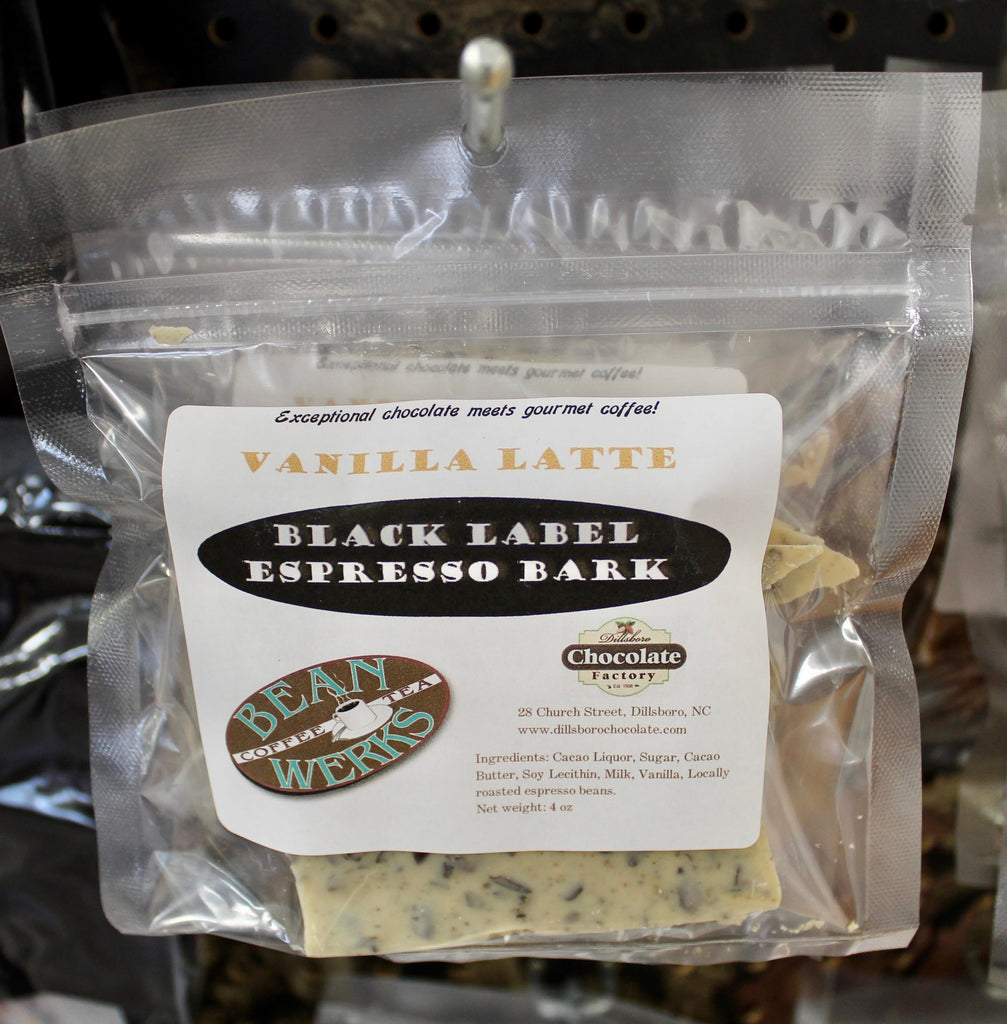 Exceptional chocolate meets gourmet coffee!
Exceptional chocolate meets gourmet coffee!
VANILLA LATTE
BLACK LABEL
ESPRESSO BARK
Dillsboro
Chocolate
Factory
BEAN
COFFEE TEA
WERKS
28 Church Street, Dillsboro, NC
www.dillsborochocolate.com
Ingredients: Cacao Liquor, Sugar, Cacao
Butter, Soy Lecithin, Milk, Vanilla, Locally
roasted espresso beans.
Net weight: 4 oz